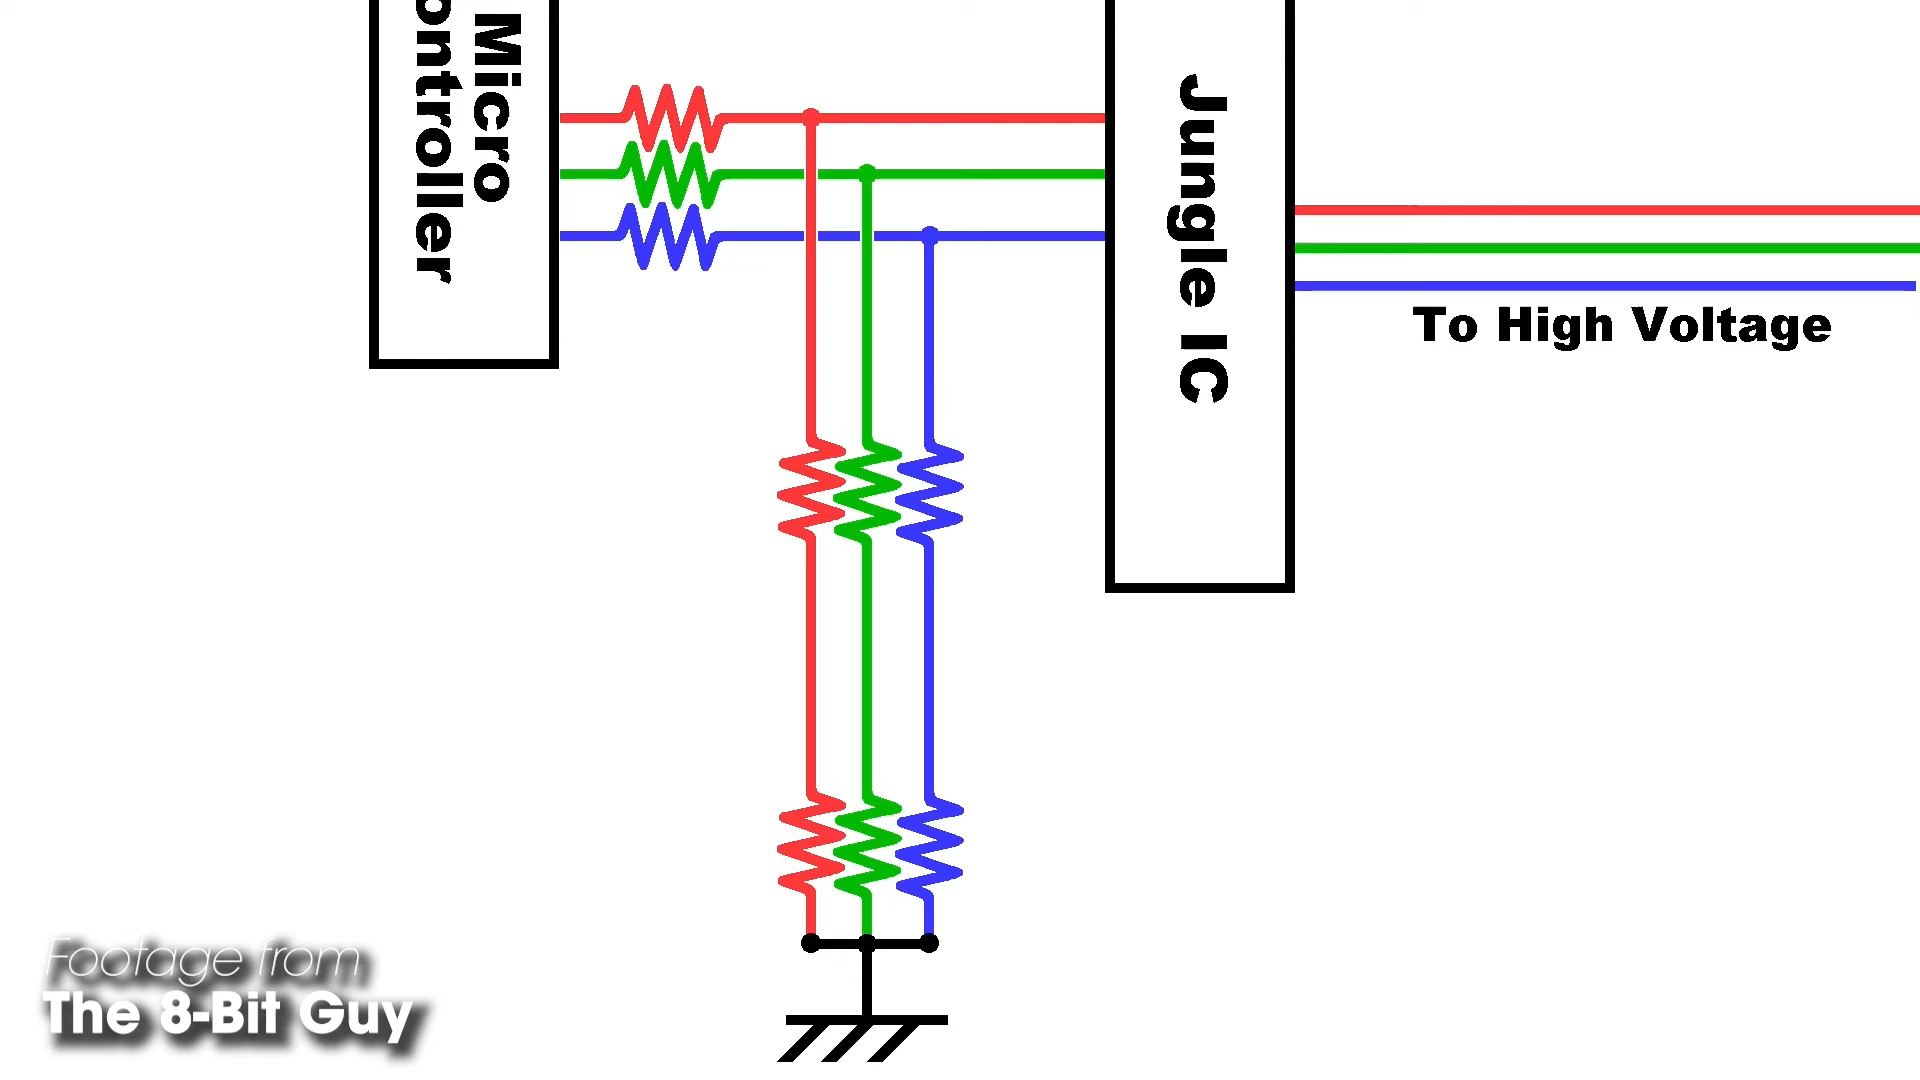 Micro
ontroller
Jungle IC
To High Voltage
Footage from
The 8-Bit Guy